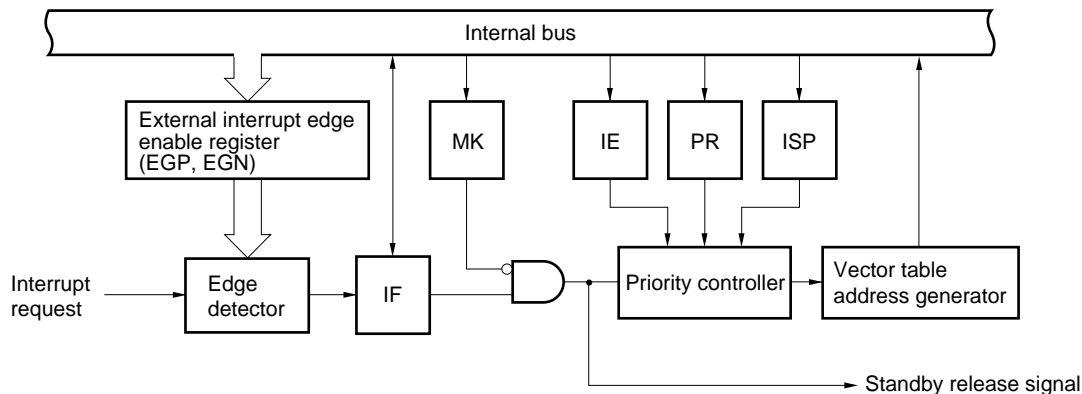 Internal bus
External interrupt edge
enable register
(EGP, EGN)
MK
IE
PR
ISP
Interrupt
request
Edge
detector
IF
Priority controller
Vector table
address generator
Standby release signal